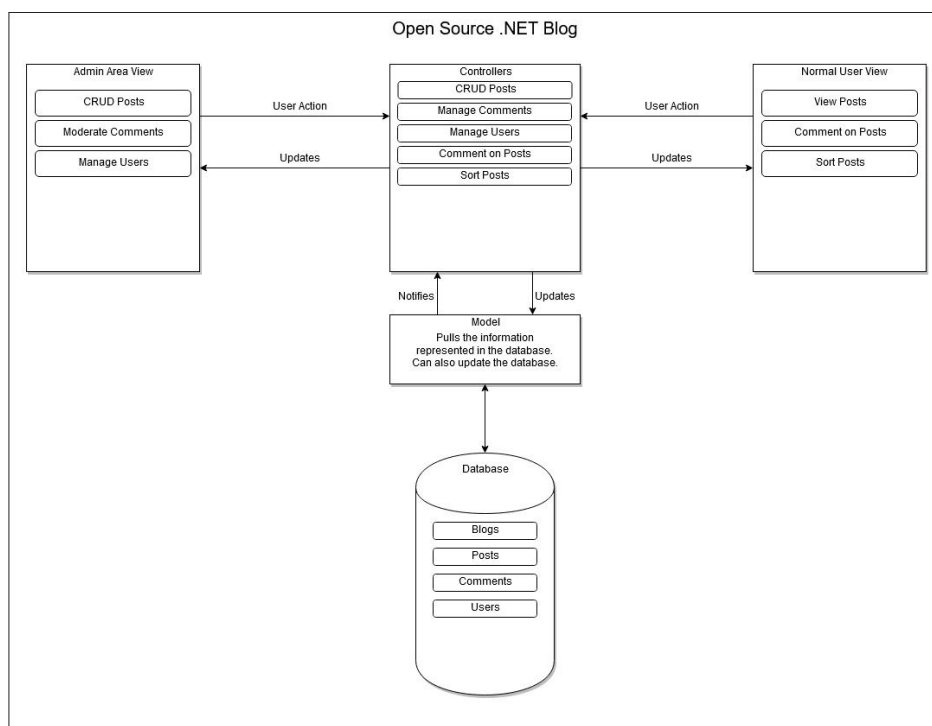 Open Source .NET Blog
Admin Area View
CRUD Posts
Moderate Comments
Manage Users
User Action
Updates
Controllers
CRUD Posts
Manage Comments
Manage Users
Comment on Posts
Sort Posts
User Action
Updates
Normal User View
View Posts
Comment on Posts
Sort Posts
Notifies
Updates
Model
Pulls the information
represented in the database.
Can also update the database.
Database
Blogs
Posts
Comments
Users